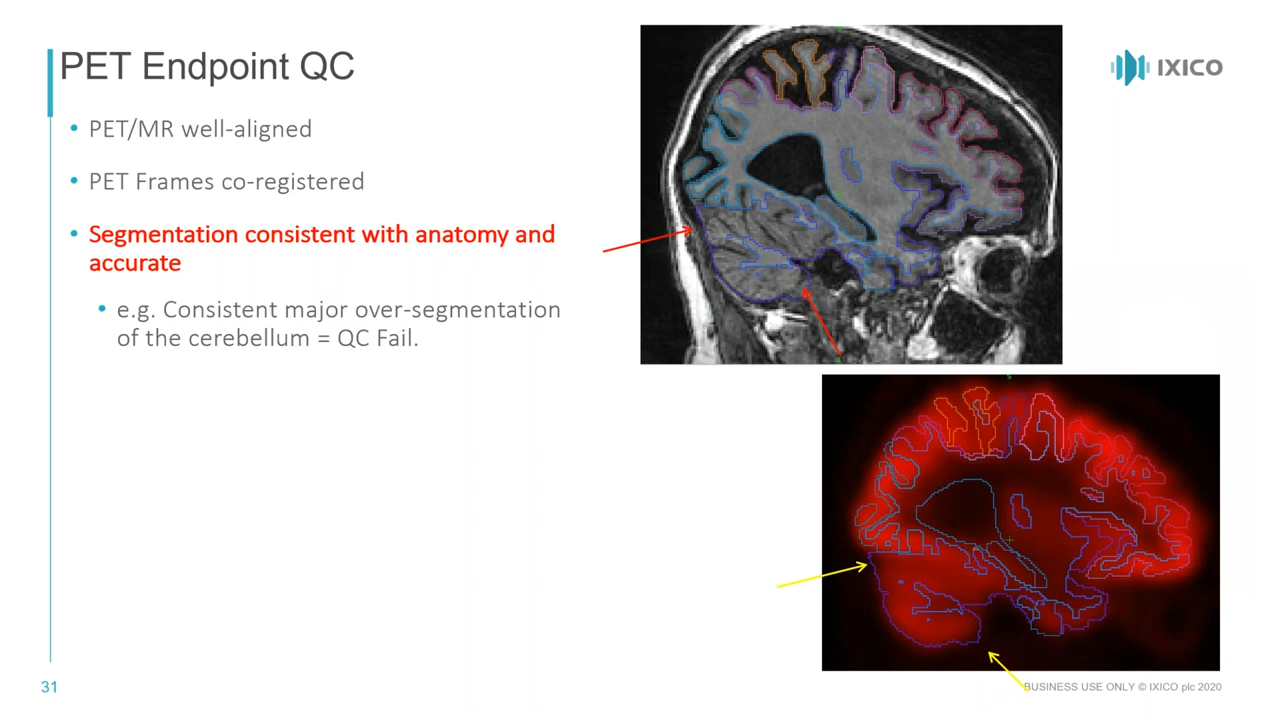 PET Endpoint QC
IXICO
• PET/MR well-aligned
• PET Frames co-registered
• Segmentation consistent with anatomy and
accurate
• e.g. Consistent major over-segmentation
of the cerebellum = QC Fail.
31
BUSINESS USE ONLY © IXICO plc 2020